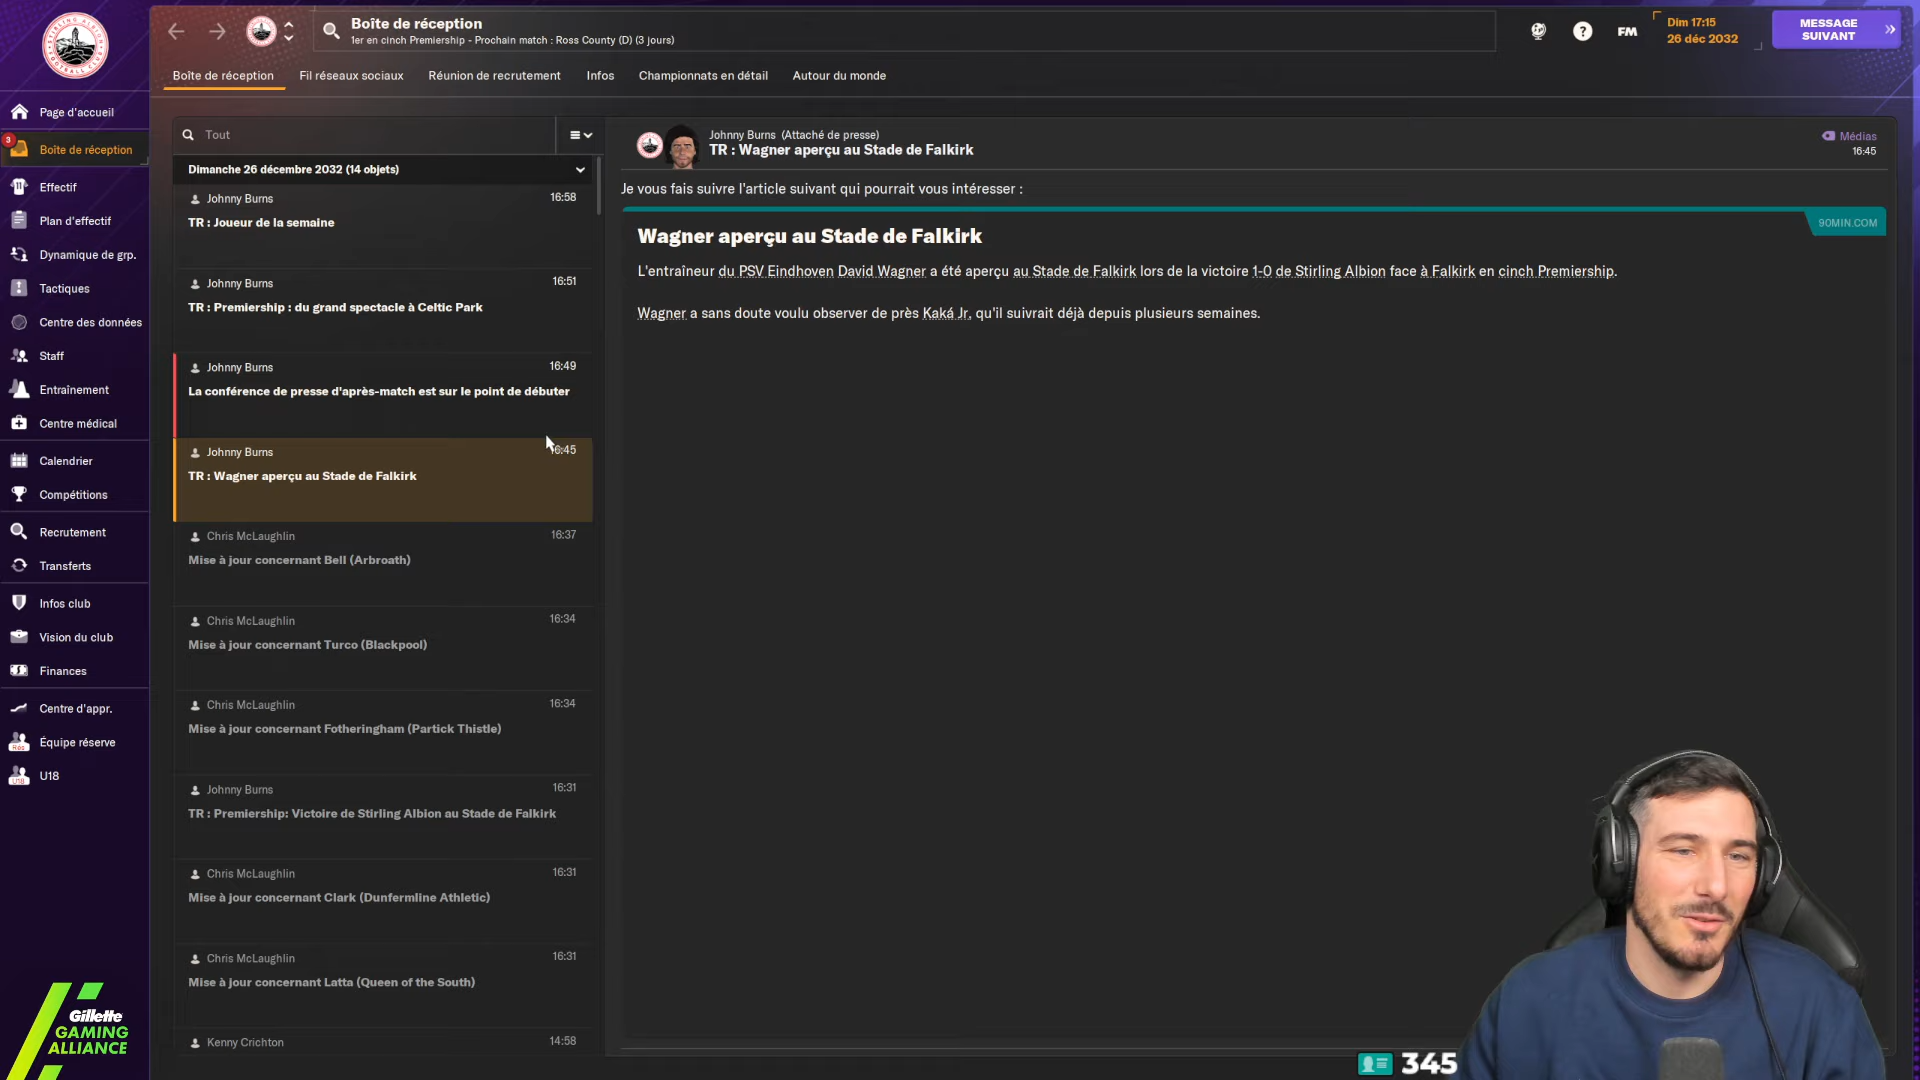 Boîte de réception
1er en cinch Premiership - Prochain match : Ross County (D) (3 jours)
FM
Dim 17:15
26 déc 2032
MESSAGE
SUIVANT
Boîte de réception
Fil réseaux sociaux
Réunion de recrutement
Infos
Championnats en détail
Autour du monde
Page d'accueil
3
Boîte de réception
Effectif
Plan d'effectif
Dynamique de grp.
Tactiques
Centre des données
Staff
Entraînement
Centre médical
Calendrier
Compétitions
Recrutement
Transferts
Infos club
Vision du club
Finances
Centre d'appr.
Équipe réserve
U18
Gillette
GAMING
ALLIANCE
Tout
Dimanche 26 décembre 2032 (14 objets)
Johnny Burns 16:58
TR : Joueur de la semaine
Johnny Burns 16:51
TR : Premiership : du grand spectacle à Celtic Park
Johnny Burns 16:49
La conférence de presse d'après-match est sur le point de débuter
Johnny Burns 16:45
TR : Wagner aperçu au Stade de Falkirk
Chris McLaughlin 16:37
Mise à jour concernant Bell (Arbroath)
Chris McLaughlin 16:34
Mise à jour concernant Turco (Blackpool)
Chris McLaughlin 16:34
Mise à jour concernant Fotheringham (Partick Thistle)
Johnny Burns 16:31
TR : Premiership: Victoire de Stirling Albion au Stade de Falkirk
Chris McLaughlin 16:31
Mise à jour concernant Clark (Dunfermline Athletic)
Chris McLaughlin 16:31
Mise à jour concernant Latta (Queen of the South)
Kenny Crichton 14:58
Johnny Burns (Attaché de presse)
TR : Wagner aperçu au Stade de Falkirk
Médias
16:45
Je vous fais suivre l'article suivant qui pourrait vous intéresser :
90MIN.COM
Wagner aperçu au Stade de Falkirk
L'entraîneur du PSV Eindhoven David Wagner a été aperçu au Stade de Falkirk lors de la victoire 1-0 de Stirling Albion face à Falkirk en cinch Premiership.
Wagner a sans doute voulu observer de près Kaká Jr, qu'il suivrait déjà depuis plusieurs semaines.
345